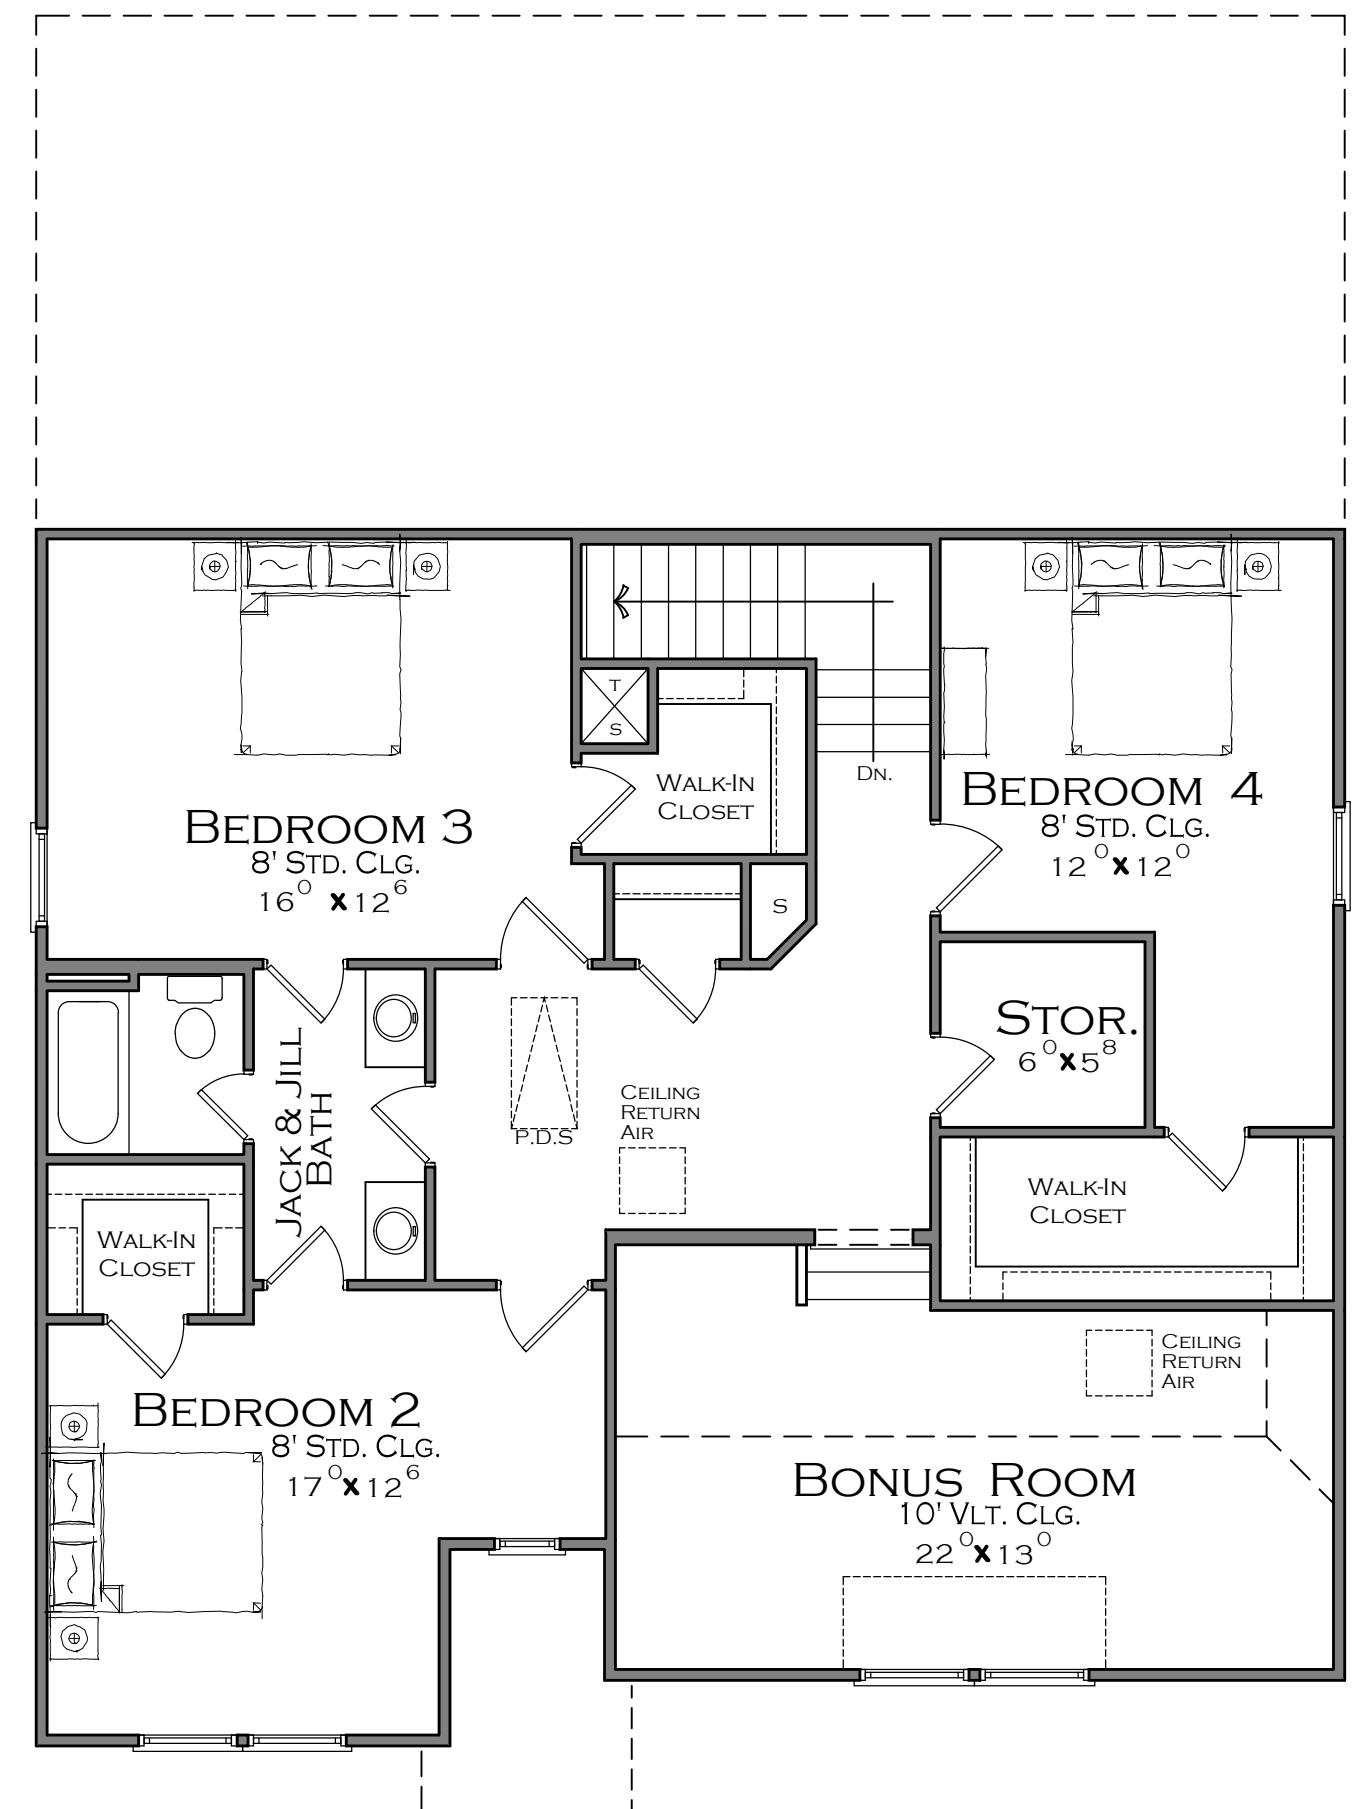 T
S
Walk-In
Closet
Dn.
Bedroom 3
8' Std. Clg.
16⁰ x 12⁶
Bedroom 4
8' Std. Clg.
12⁰ x 12⁰
S
Stor.
6⁰ x 5⁸
Jack & Jill
Bath
P.D.S
Ceiling
Return
Air
Walk-In
Closet
Walk-In
Closet
Ceiling
Return
Air
Bedroom 2
8' Std. Clg.
17⁰ x 12⁶
Bonus Room
10' Vlt. Clg.
22⁰ x 13⁰